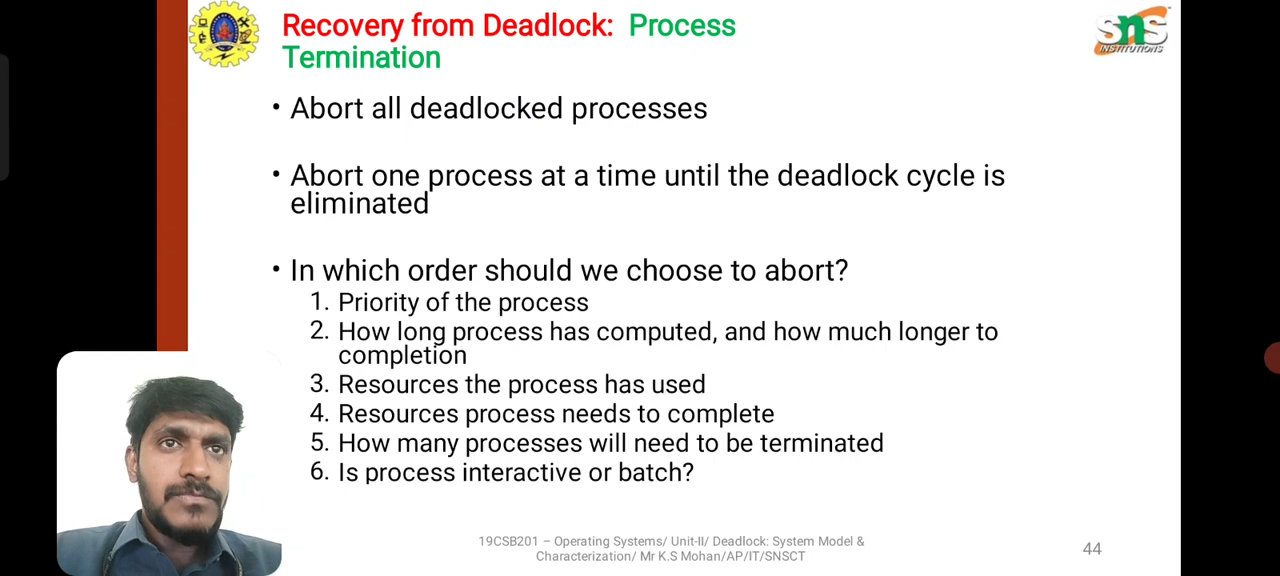 Recovery from Deadlock: Process
Termination
sns
INSTITUTIONS
• Abort all deadlocked processes
• Abort one process at a time until the deadlock cycle is
eliminated
• In which order should we choose to abort?
1. Priority of the process
2. How long process has computed, and how much longer to
completion
3. Resources the process has used
4. Resources process needs to complete
5. How many processes will need to be terminated
6. Is process interactive or batch?
19CSB201 – Operating Systems/ Unit-II/ Deadlock: System Model &
Characterization/ Mr K.S Mohan/AP/IT/SNSCT
44